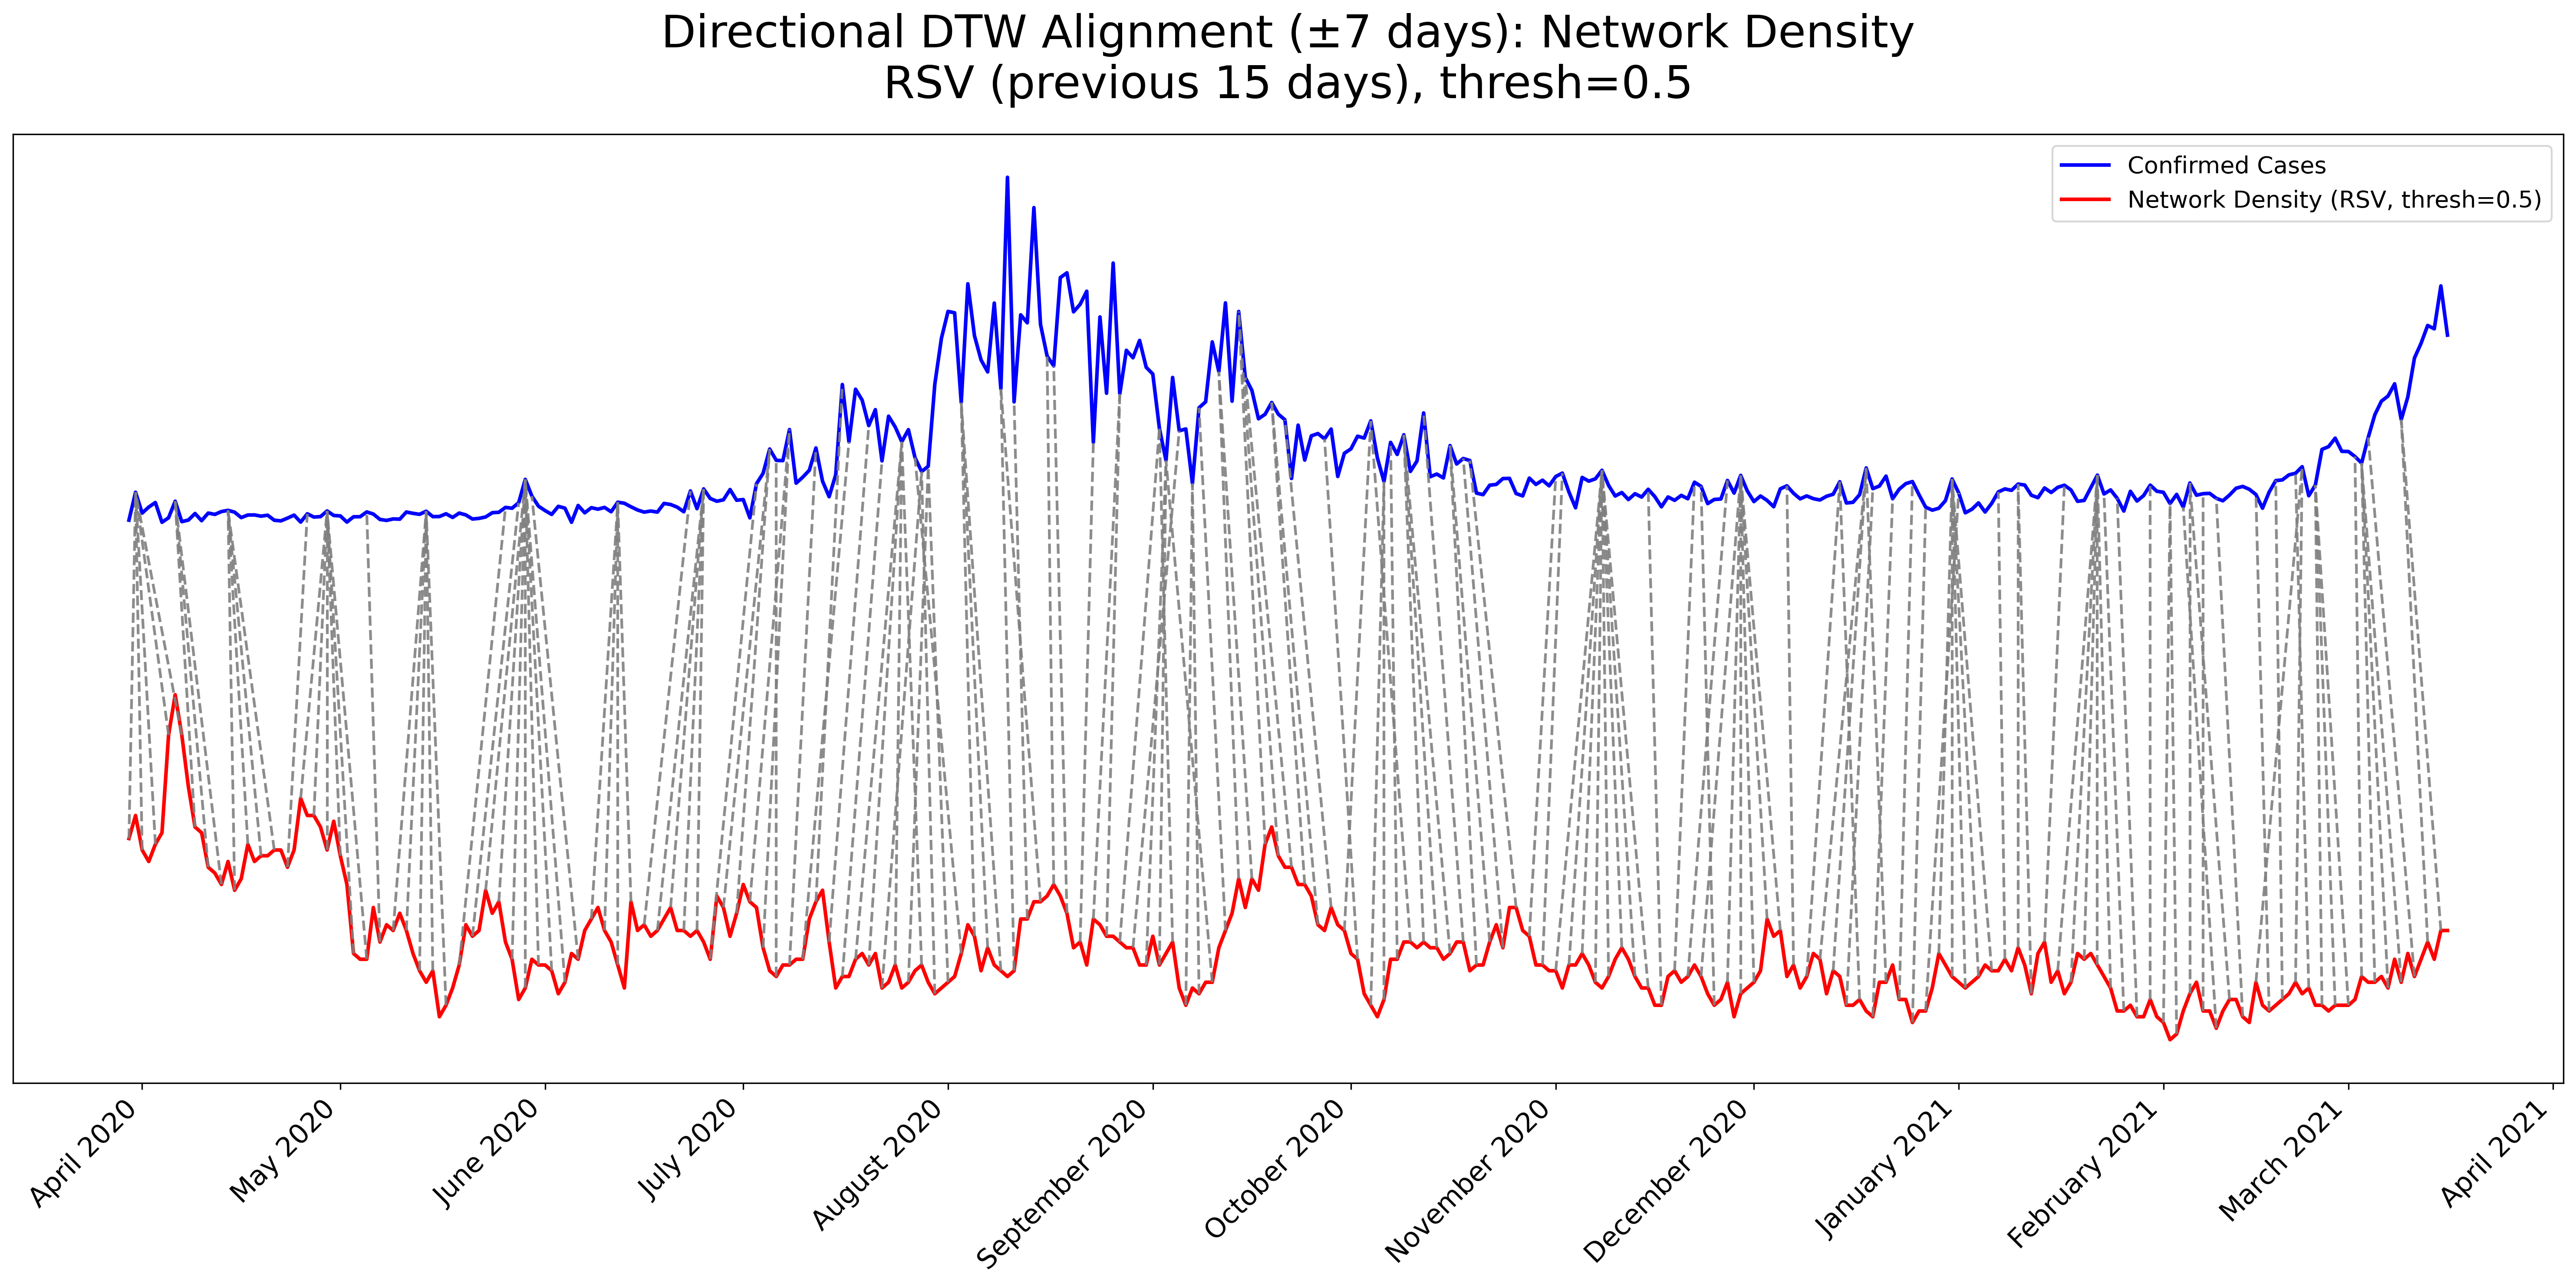 Directional DTW Alignment (±7 days): Network Density
RSV (previous 15 days), thresh=0.5
Confirmed Cases
Network Density (RSV, thresh=0.5)
April 2020
May 2020
June 2020
July 2020
August 2020
September 2020
October 2020
November 2020
December 2020
January 2021
February 2021
March 2021
April 2021